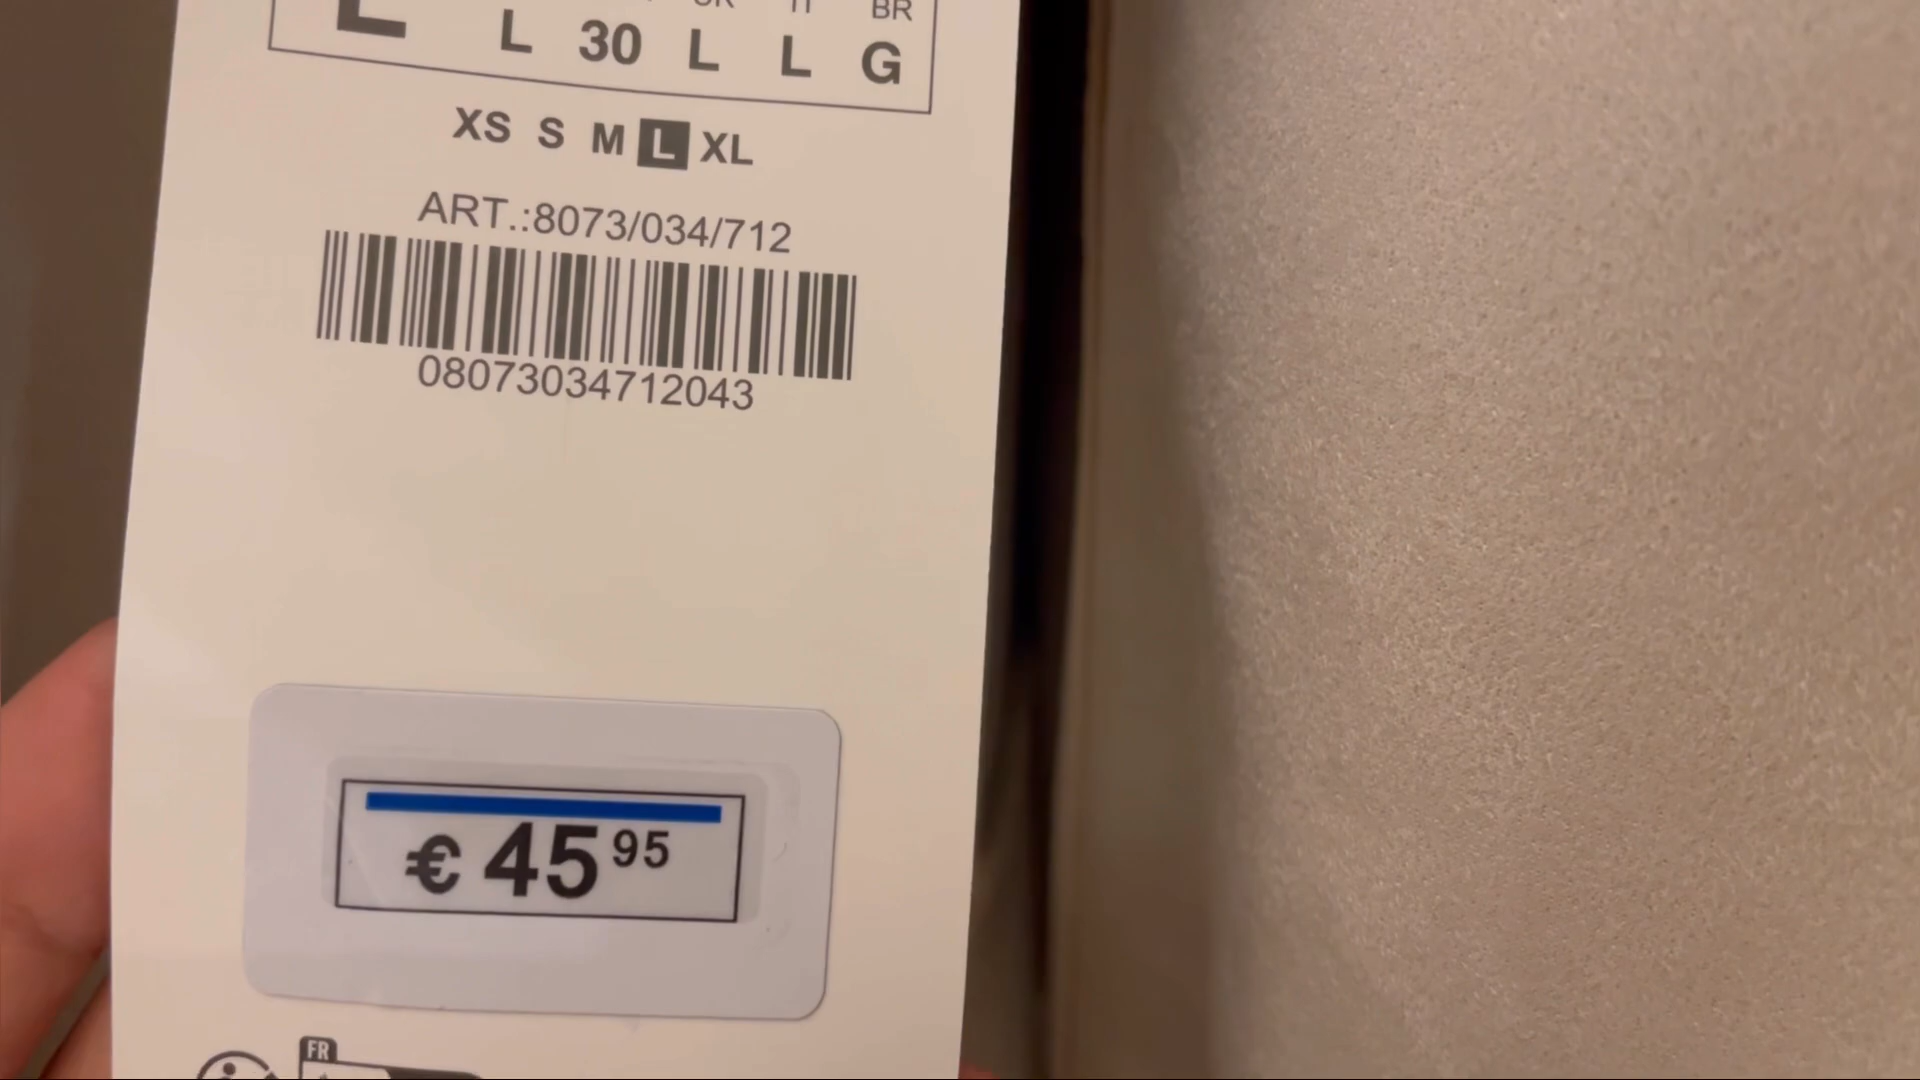 BR
L L 30 L L G
XS S M L XL
ART.:8073/034/712
08073034712043
€ 45 95
FR